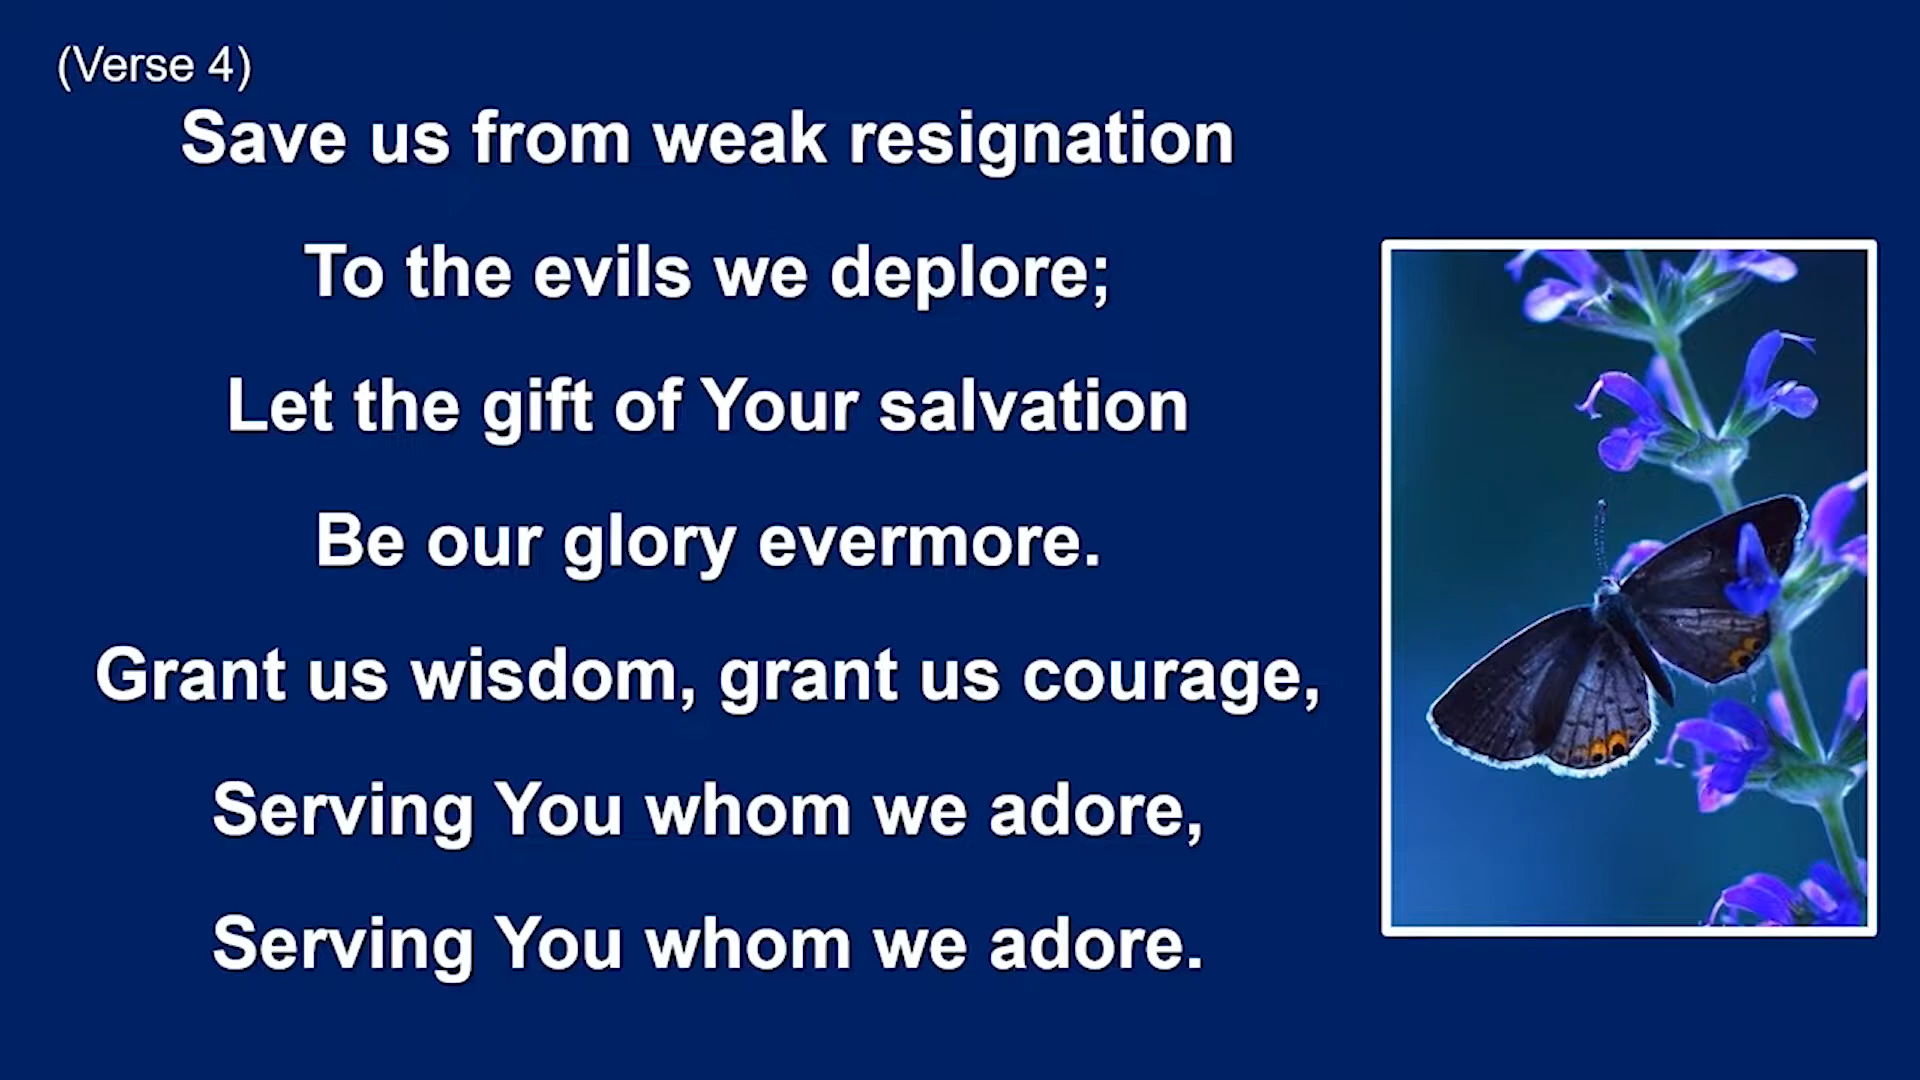 (Verse 4)
Save us from weak resignation
To the evils we deplore;
Let the gift of Your salvation
Be our glory evermore.
Grant us wisdom, grant us courage,
Serving You whom we adore,
Serving You whom we adore.